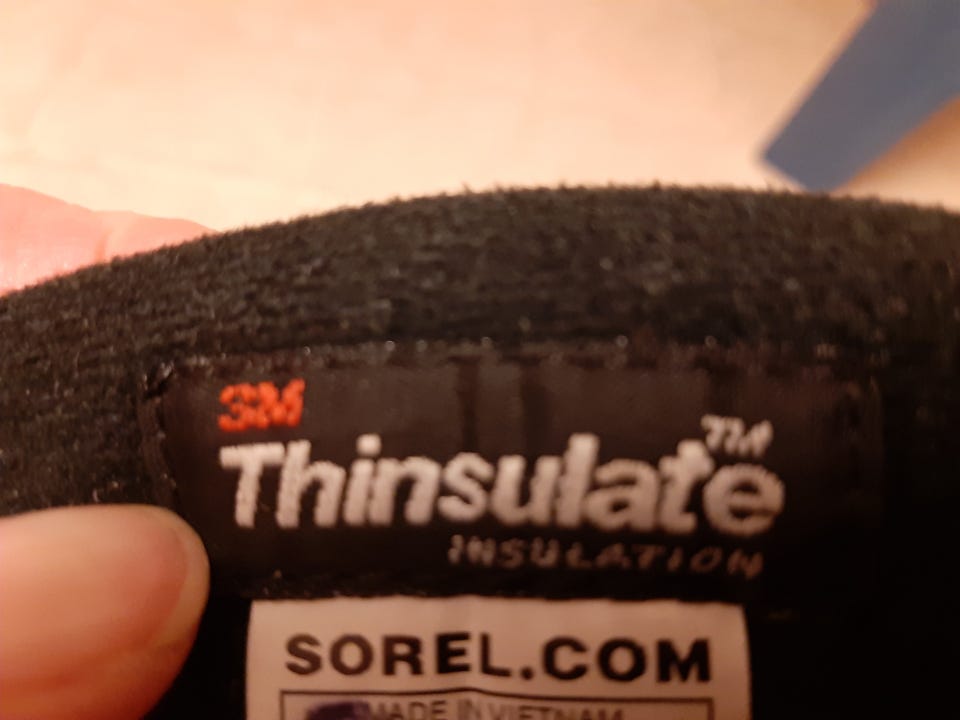 3M
Thinsulate™
INSULATION
SOREL.COM
MADE IN VIETNAM